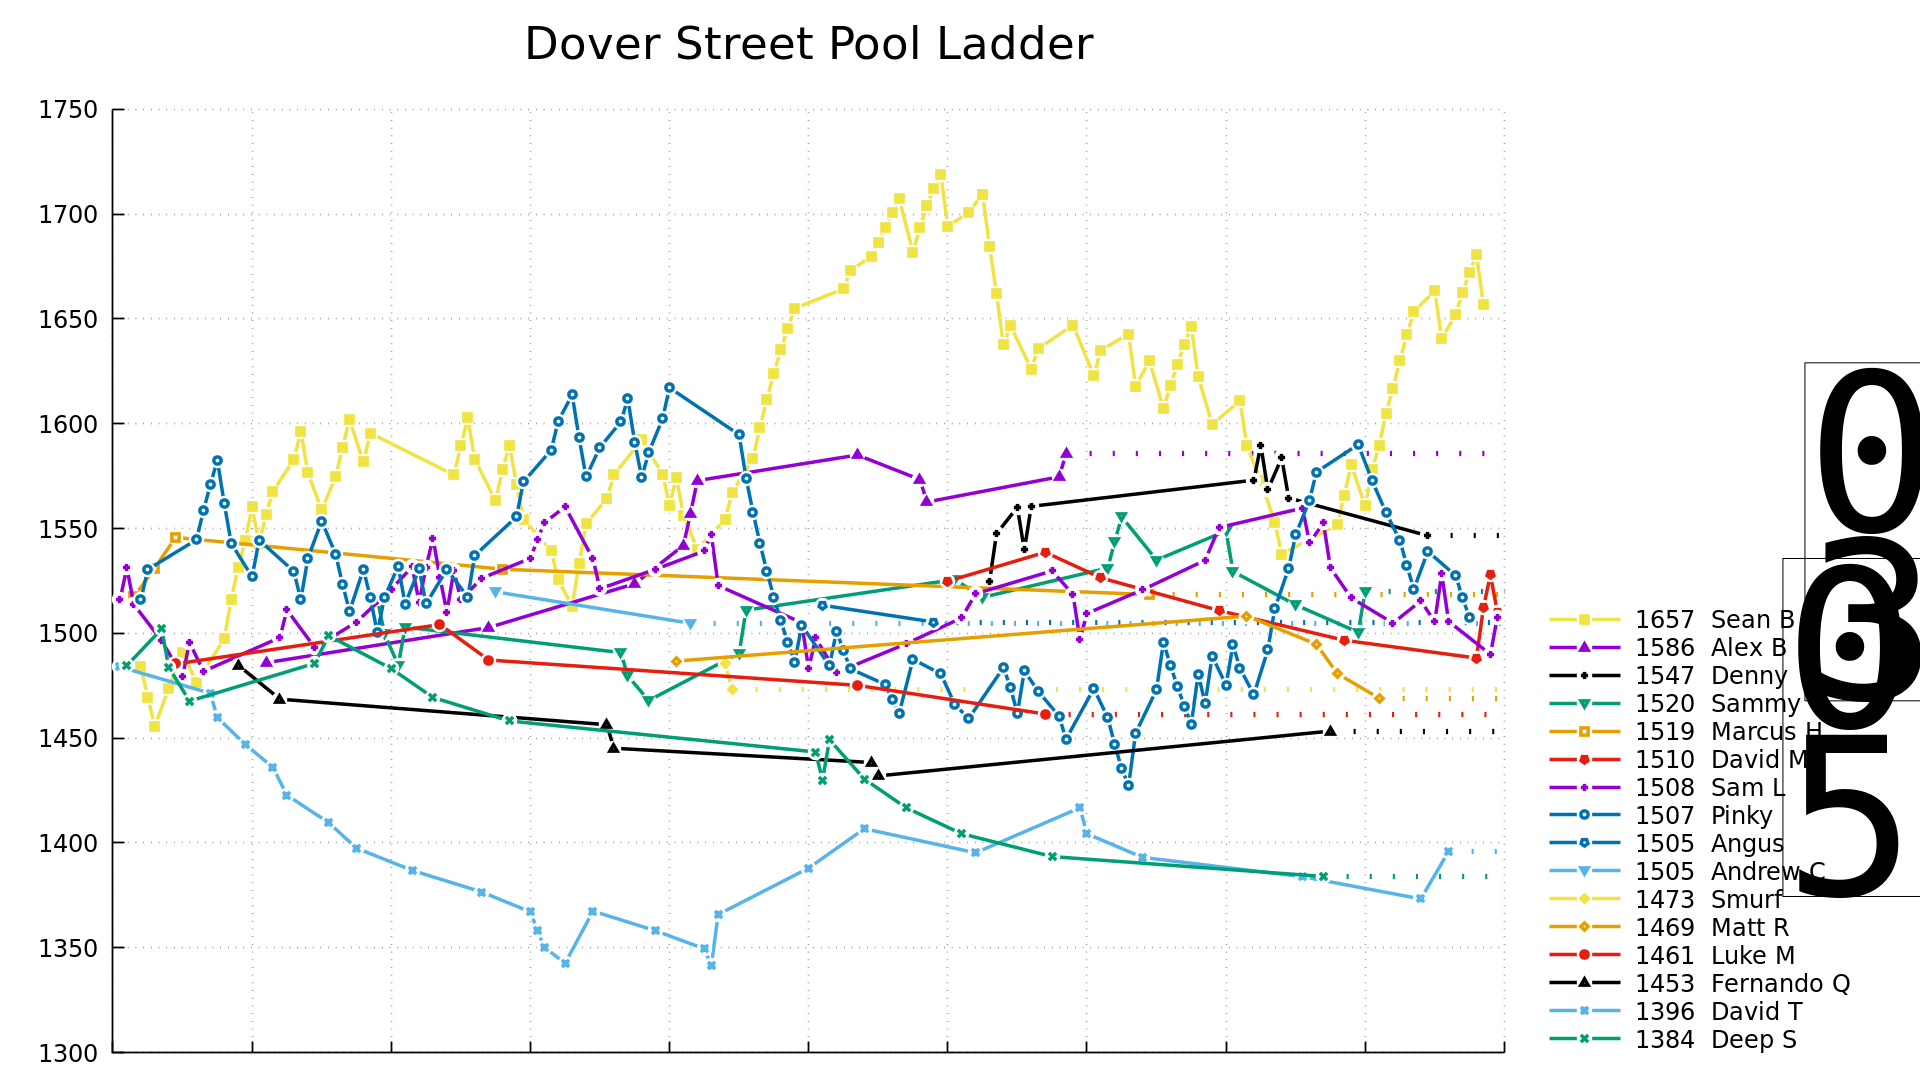 Dover Street Pool Ladder
1750
1700
1650
1600
1550
1500
1450
1400
1350
1300
1657 Sean B
1586 Alex B
1547 Denny
1520 Sammy
1519 Marcus H
1510 David M
1508 Sam L
1507 Pinky
1505 Angus
1505 Andrew C
1473 Smurf
1469 Matt R
1461 Luke M
1453 Fernando Q
1396 David T
1384 Deep S
03
05